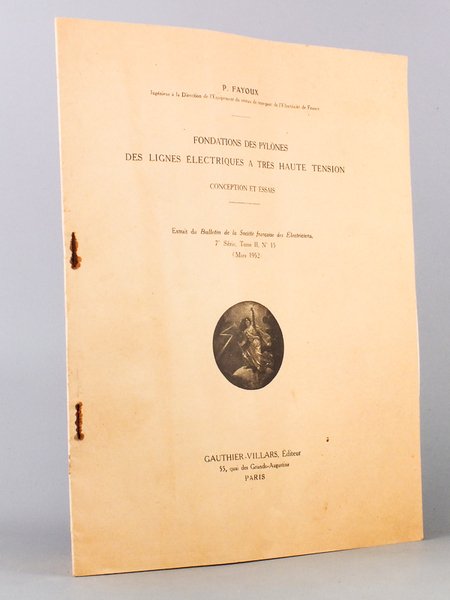 P. FAYOUX
Ingénieur à la Direction de l'Équipement du réseau de transport de l'Électricité de France
FONDATIONS DES PYLÔNES
DES LIGNES ÉLECTRIQUES A TRÈS HAUTE TENSION
CONCEPTION ET ESSAIS
Extrait du Bulletin de la Société française des Électriciens,
7e Série, Tome II, N° 15
(Mars 1952)
GAUTHIER-VILLARS, Éditeur
55, quai des Grands-Augustins
PARIS